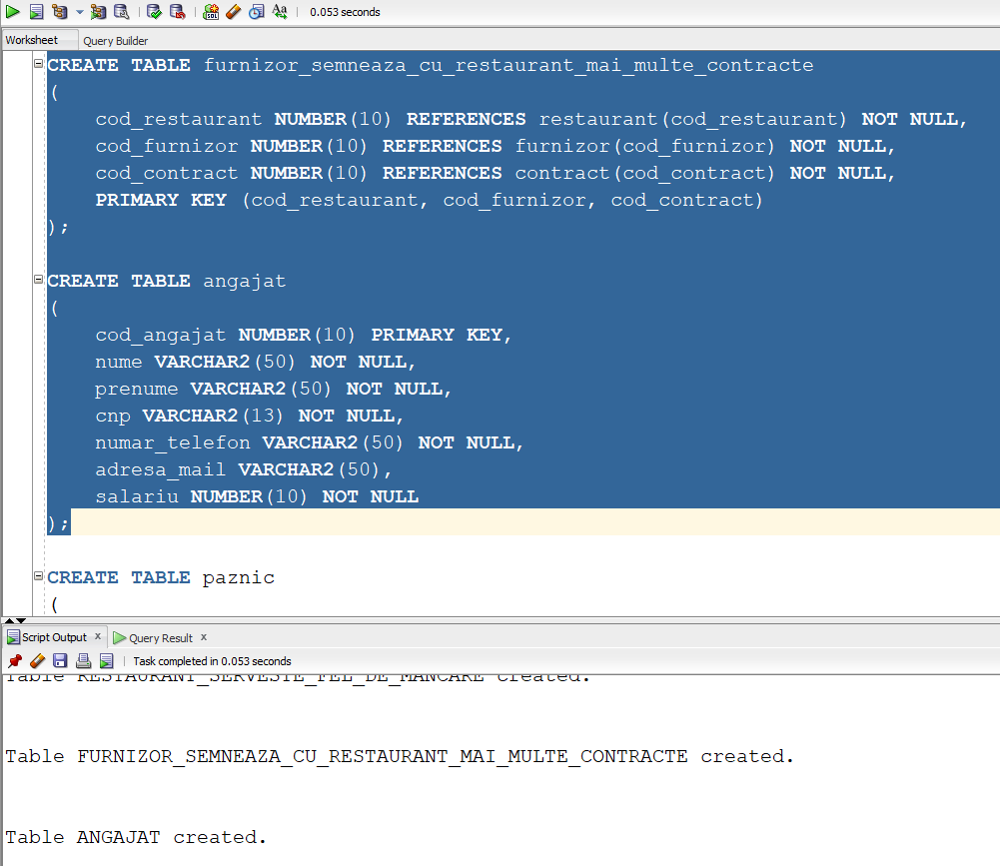 0.053 seconds
Worksheet Query Builder
CREATE TABLE furnizor_semneaza_cu_restaurant_mai_multe_contracte
(
cod_restaurant NUMBER(10) REFERENCES restaurant(cod_restaurant) NOT NULL,
cod_furnizor NUMBER(10) REFERENCES furnizor(cod_furnizor) NOT NULL,
cod_contract NUMBER(10) REFERENCES contract(cod_contract) NOT NULL,
PRIMARY KEY (cod_restaurant, cod_furnizor, cod_contract)
);
CREATE TABLE angajat
(
cod_angajat NUMBER(10) PRIMARY KEY,
nume VARCHAR2(50) NOT NULL,
prenume VARCHAR2(50) NOT NULL,
cnp VARCHAR2(13) NOT NULL,
numar_telefon VARCHAR2(50) NOT NULL,
adresa_mail VARCHAR2(50),
salariu NUMBER(10) NOT NULL
);
CREATE TABLE paznic
(
Script Output x Query Result x
Task completed in 0.053 seconds
Table RESTAURANT_SERVESTE_FEL_DE_MANCARE created.
Table FURNIZOR_SEMNEAZA_CU_RESTAURANT_MAI_MULTE_CONTRACTE created.
Table ANGAJAT created.